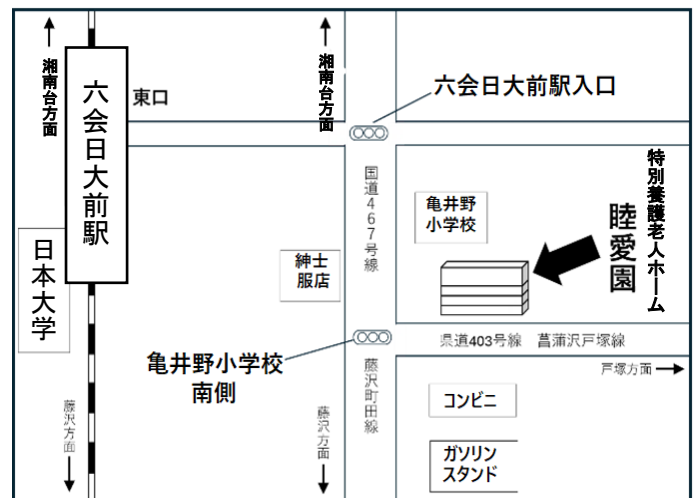 湘南台方面
六会日大前駅
東口
湘南台方面
六会日大前駅入口
国道467号線
亀井野
小学校
特別養護老人ホーム
睦愛園
日本大学
紳士
服店
亀井野小学校
南側
県道403号線 菖蒲沢戸塚線
戸塚方面
藤沢町田線
コンビニ
ガソリン
スタンド
藤沢方面
藤沢方面